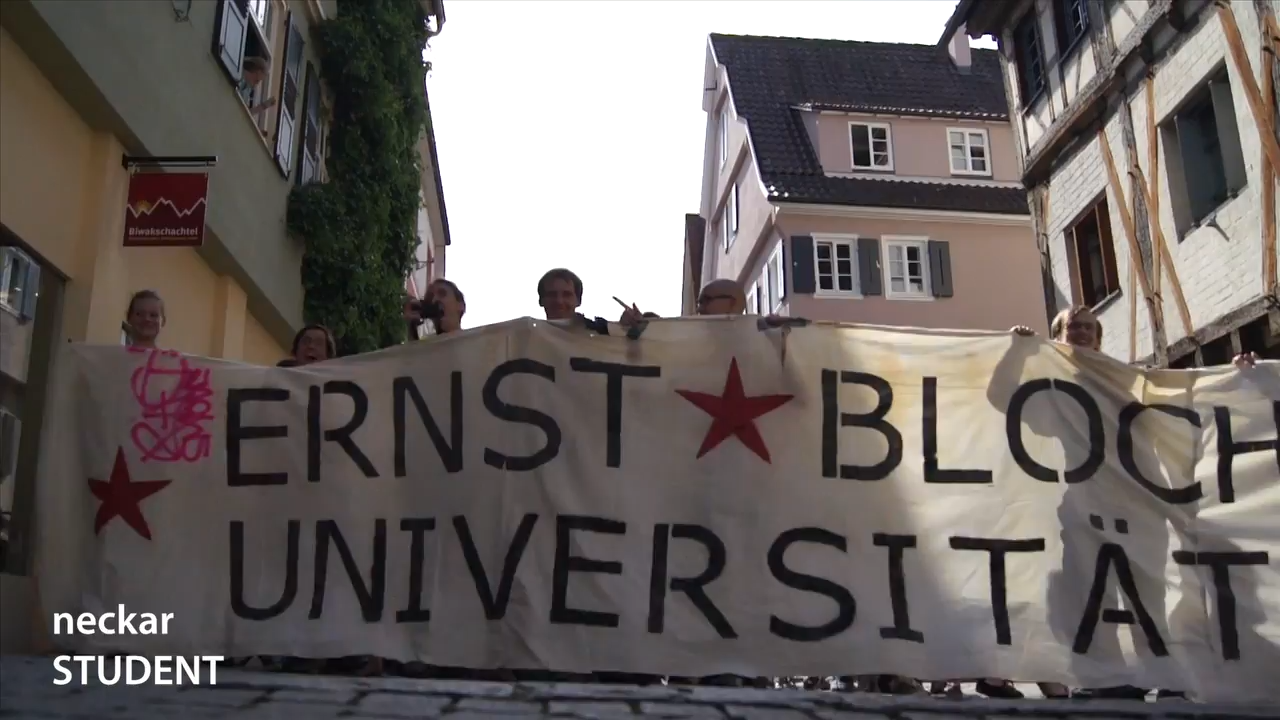 Biwakschachtel
ERNST ★ BLOCH
★ UNIVERSITÄT
neckar
STUDENT